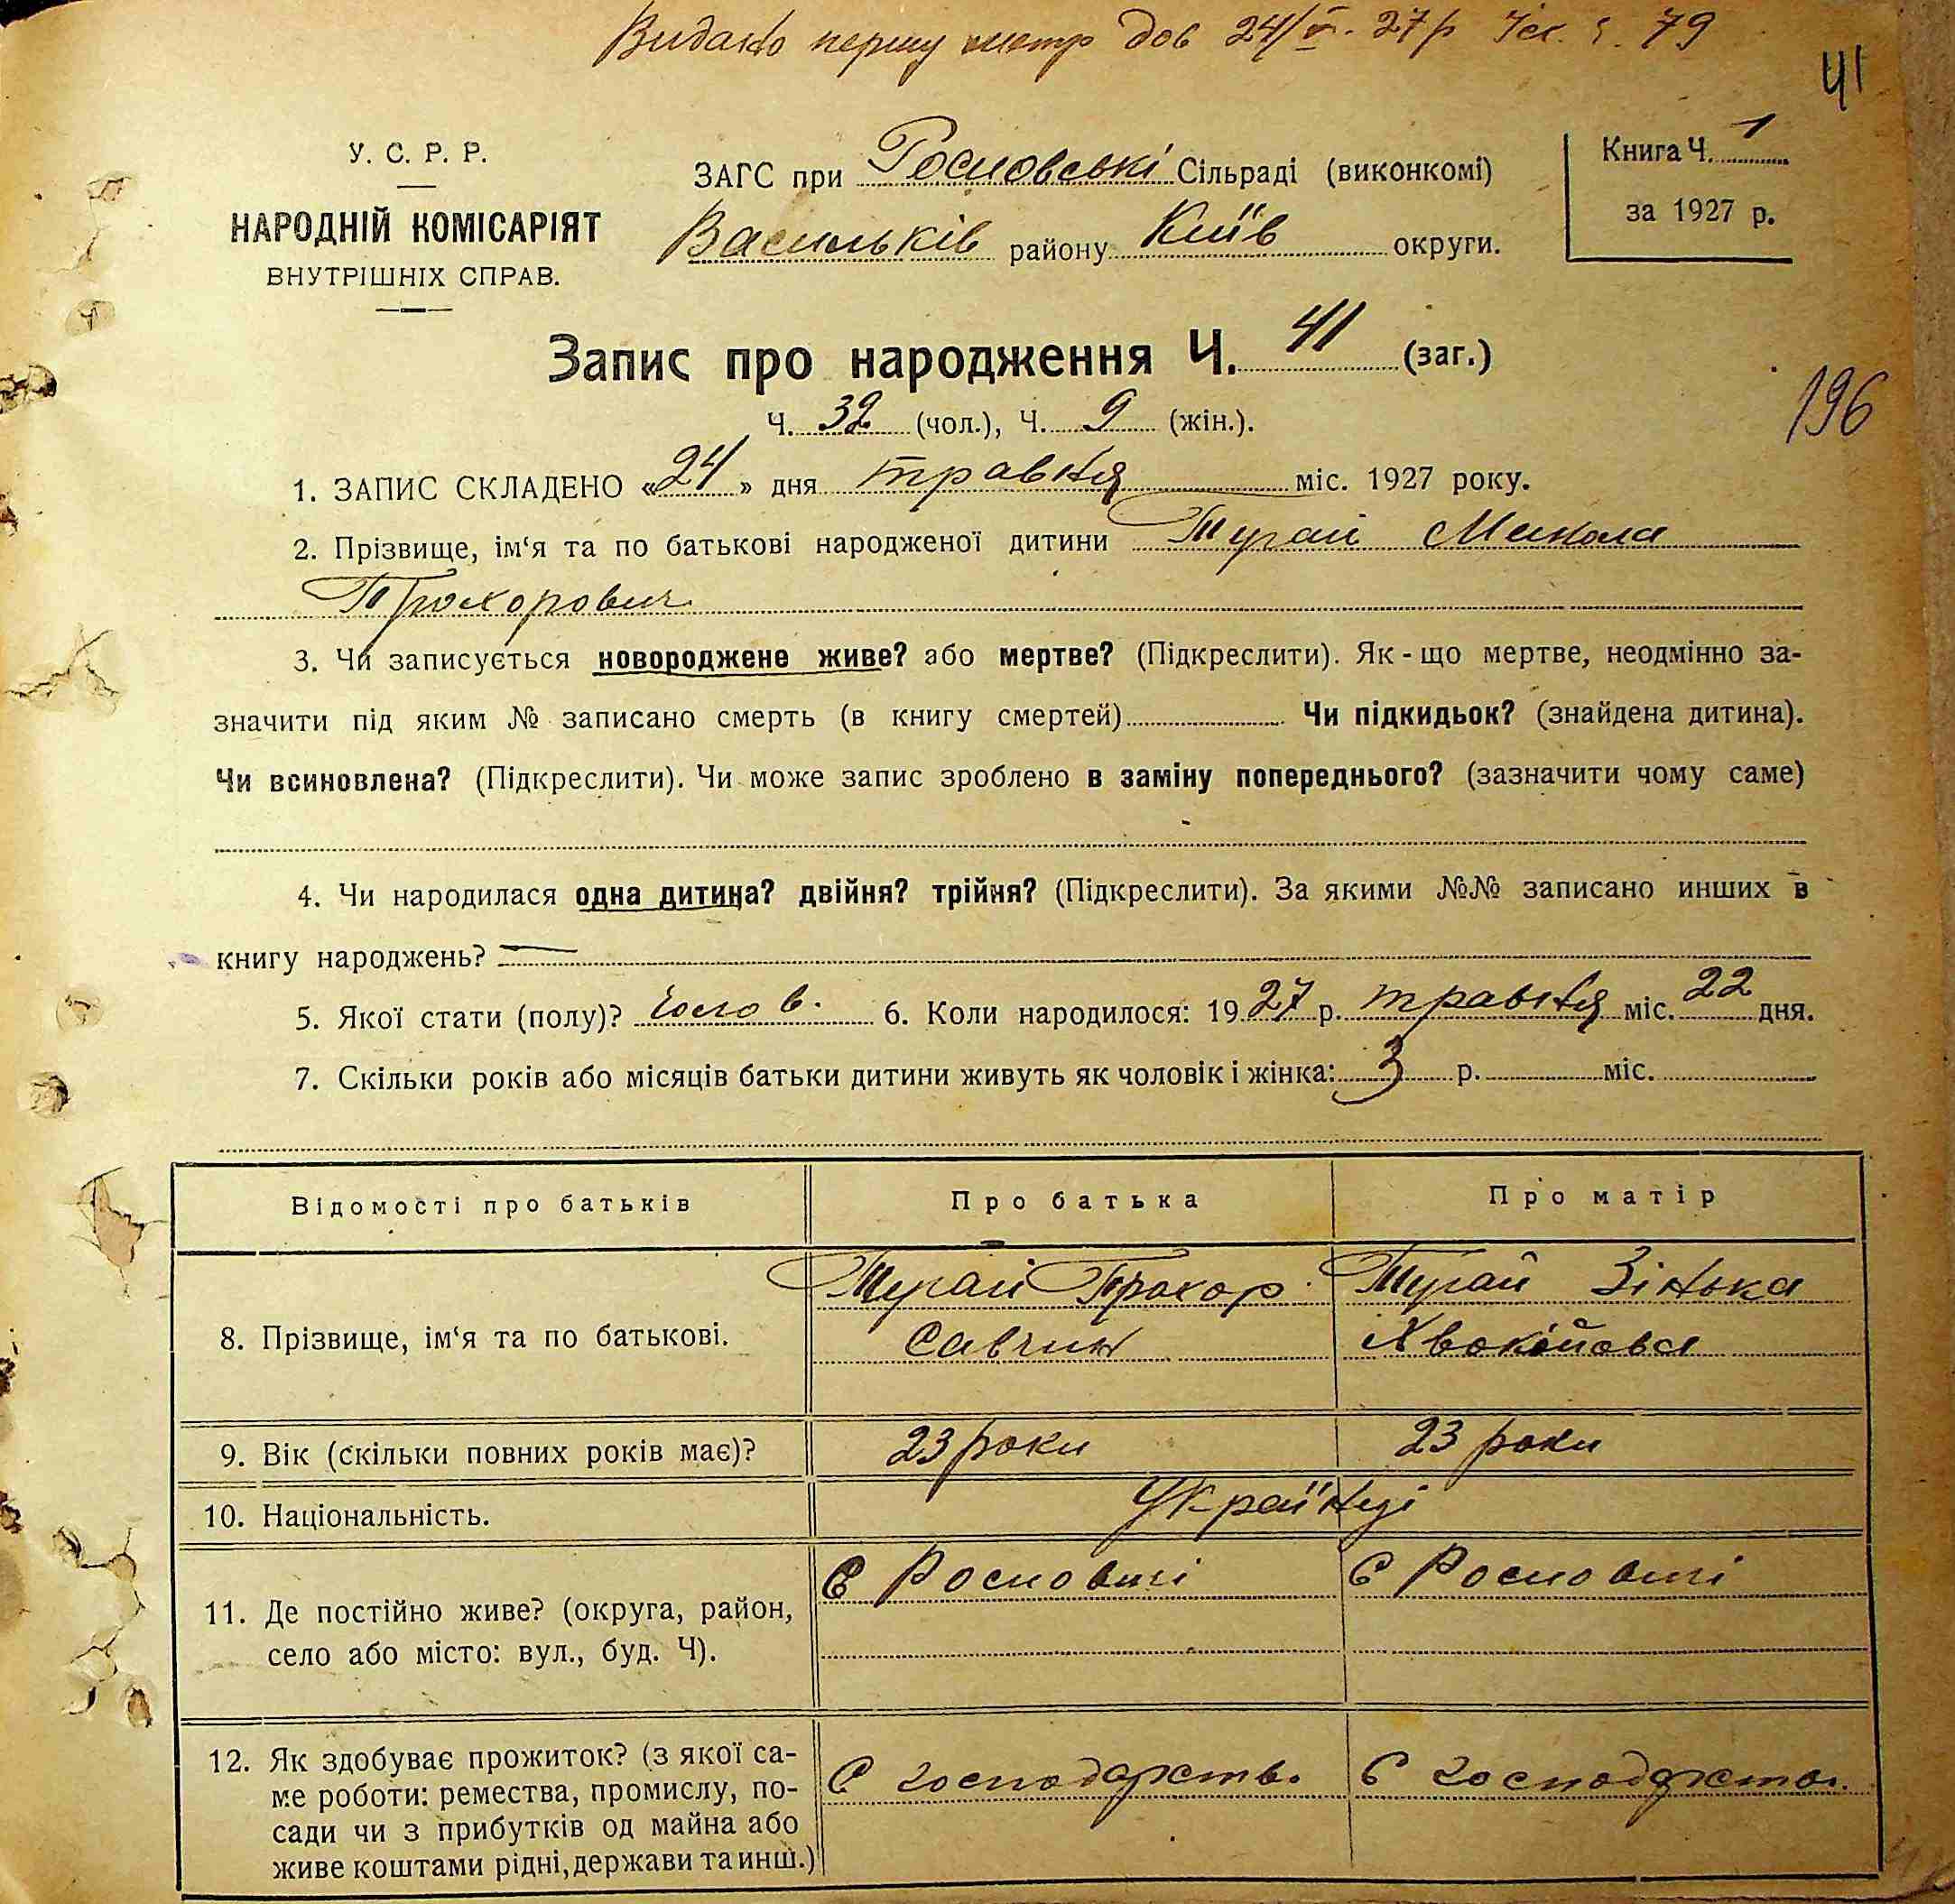 Видано першу метр дов 24/V. 27 р ч. 79
41
У. С. Р. Р.
НАРОДНІЙ КОМІСАРІЯТ
ВНУТРІШНІХ СПРАВ.
ЗАГС при Росновські Сільраді (виконкомі)
Васильків району Київ округи.
Книга Ч. 1
за 1927 р.
Запис про народження Ч. 41 (заг.)
Ч. 32 (чол.), Ч. 9 (жін.).
196
1. ЗАПИС СКЛАДЕНО «24» дня травня міс. 1927 року.
2. Прізвище, ім‘я та по батькові народженої дитини Тугай Микола
Прохорович
3. Чи записується новороджене живе? або мертве? (Підкреслити). Як-що мертве, неодмінно за-
значити під яким № записано смерть (в книгу смертей) Чи підкидьок? (знайдена дитина).
Чи всиновлена? (Підкреслити). Чи може запис зроблено в заміну попереднього? (зазначити чому саме)
4. Чи народилася одна дитина? двійня? трійня? (Підкреслити). За якими №№ записано инших в
книгу народжень? —
5. Якої стати (полу)? чолов. 6. Коли народилося: 1927 р. травня міс. 22 дня.
7. Скільки років або місяців батьки дитини живуть як чоловік і жінка: 3 р. міс.
Відомості про батьків Про батька Про матір
8. Прізвище, ім‘я та по батькові. Тугай Прохор Тугай Зінька
Савчин
9. Вік (скільки повних років має)? 23 роки 23 роки
10. Національність. Українці
11. Де постійно живе? (округа, район,
село або місто: вул., буд. Ч).
С Росновці С Росновці
12. Як здобуває прожиток? (з якої са-
ме роботи: ремества, промислу, по-
сади чи з прибутків од майна або
живе коштами рідні, держави та инш.)
С господарств. С господарства.